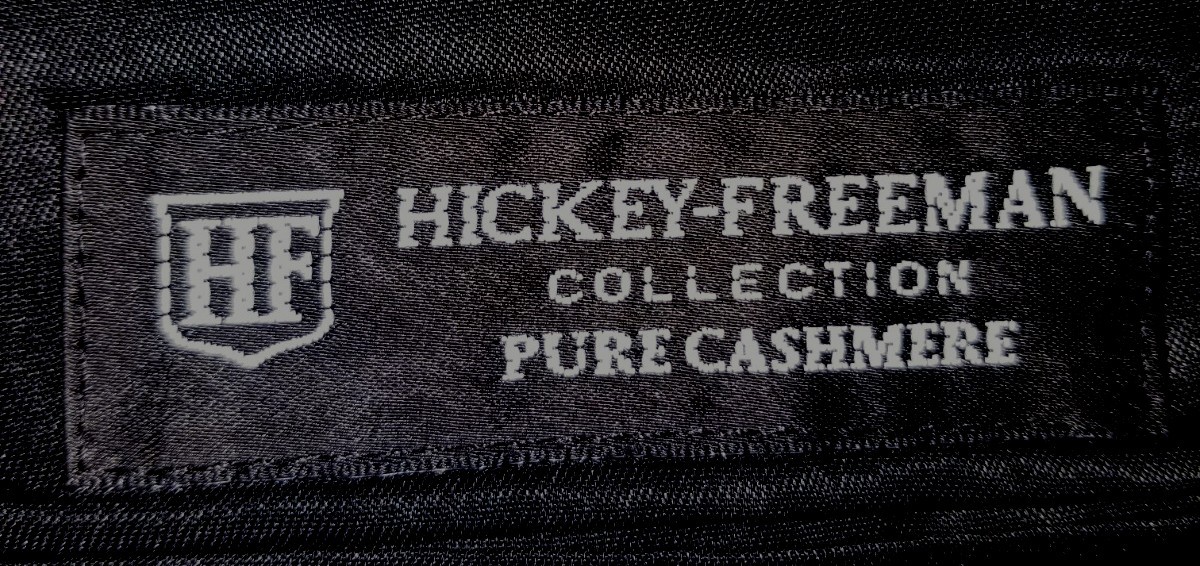 HF
HICKEY-FREEMAN
COLLECTION
PURE CASHMERE